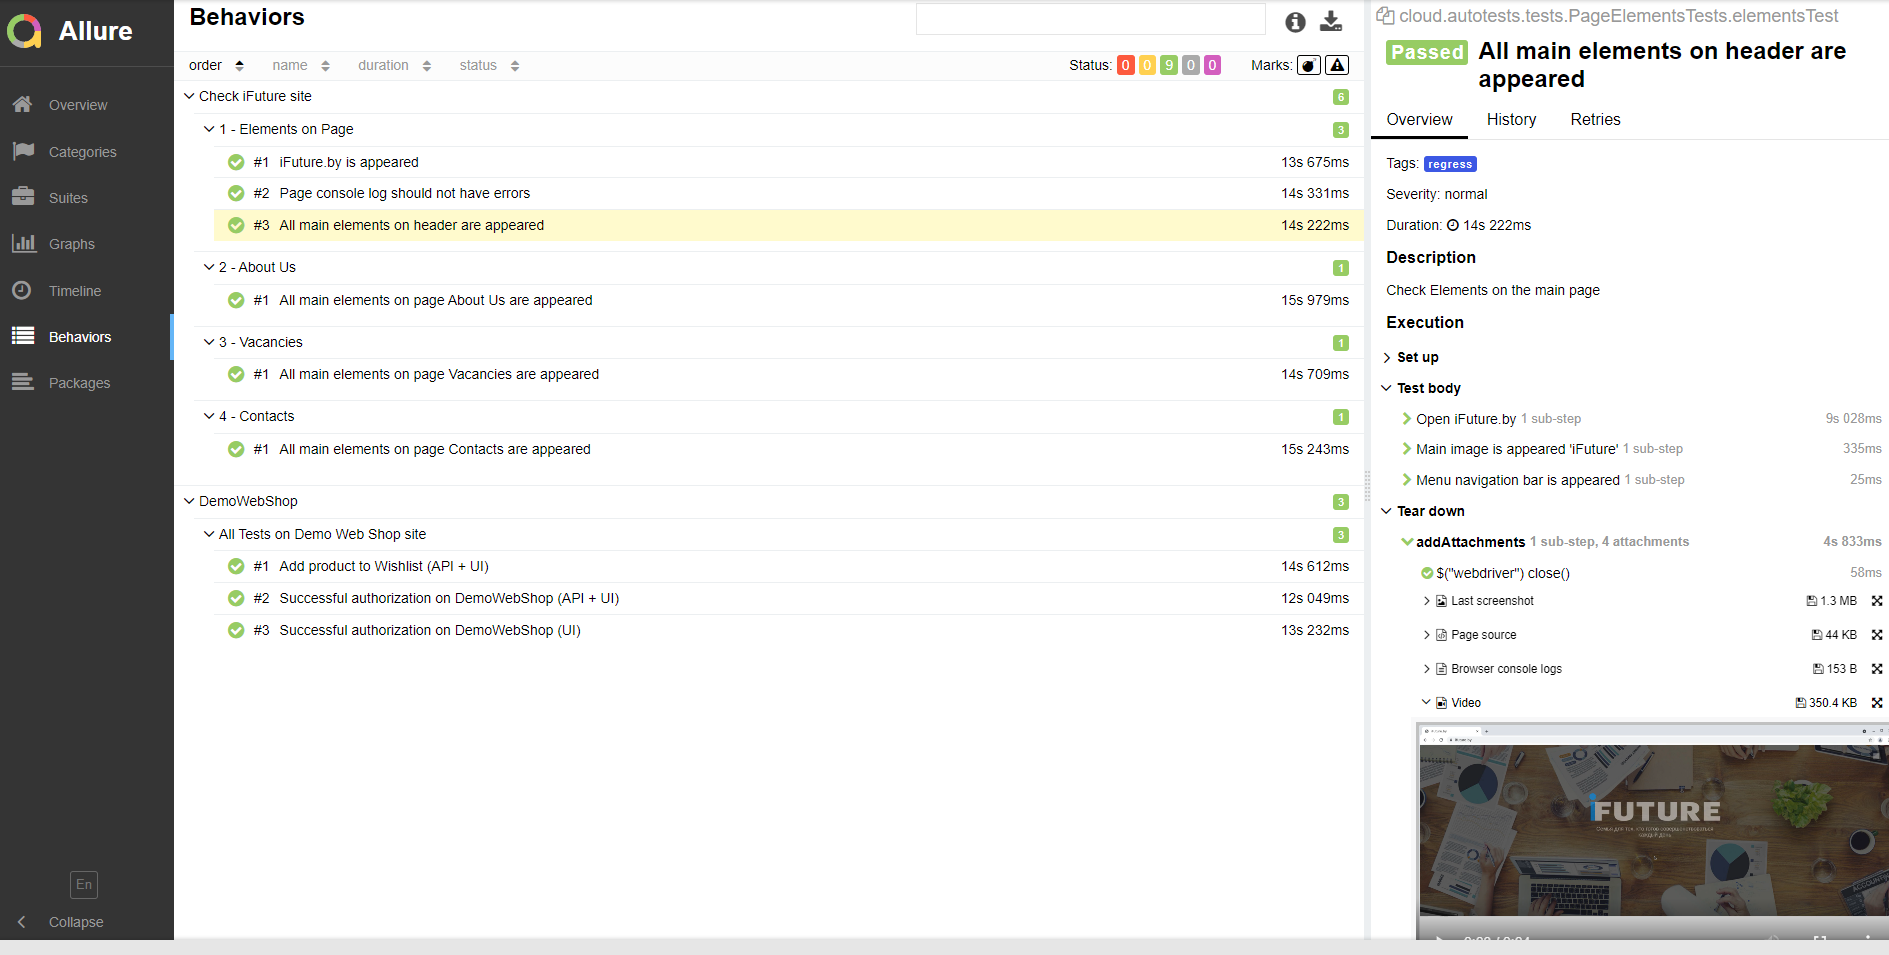 Allure
Overview
Categories
Suites
Graphs
Timeline
Behaviors
Packages
En
Collapse
Behaviors
order name duration status
Status: 0 0 9 0 0 Marks:
Check iFuture site 6
1 - Elements on Page 3
#1 iFuture.by is appeared 13s 675ms
#2 Page console log should not have errors 14s 331ms
#3 All main elements on header are appeared 14s 222ms
2 - About Us 1
#1 All main elements on page About Us are appeared 15s 979ms
3 - Vacancies 1
#1 All main elements on page Vacancies are appeared 14s 709ms
4 - Contacts 1
#1 All main elements on page Contacts are appeared 15s 243ms
DemoWebShop 3
All Tests on Demo Web Shop site 3
#1 Add product to Wishlist (API + UI) 14s 612ms
#2 Successful authorization on DemoWebShop (API + UI) 12s 049ms
#3 Successful authorization on DemoWebShop (UI) 13s 232ms
cloud.autotests.tests.PageElementsTests.elementsTest
Passed All main elements on header are
appeared
Overview History Retries
Tags: regress
Severity: normal
Duration: 14s 222ms
Description
Check Elements on the main page
Execution
Set up
Test body
Open iFuture.by 1 sub-step 9s 028ms
Main image is appeared 'iFuture' 1 sub-step 335ms
Menu navigation bar is appeared 1 sub-step 25ms
Tear down
addAttachments 1 sub-step, 4 attachments 4s 833ms
$("webdriver") close() 58ms
Last screenshot 1.3 MB
Page source 44 KB
Browser console logs 153 B
Video 350.4 KB
iFUTURE
Семья для тех, кто готов совершенствоваться
каждый день